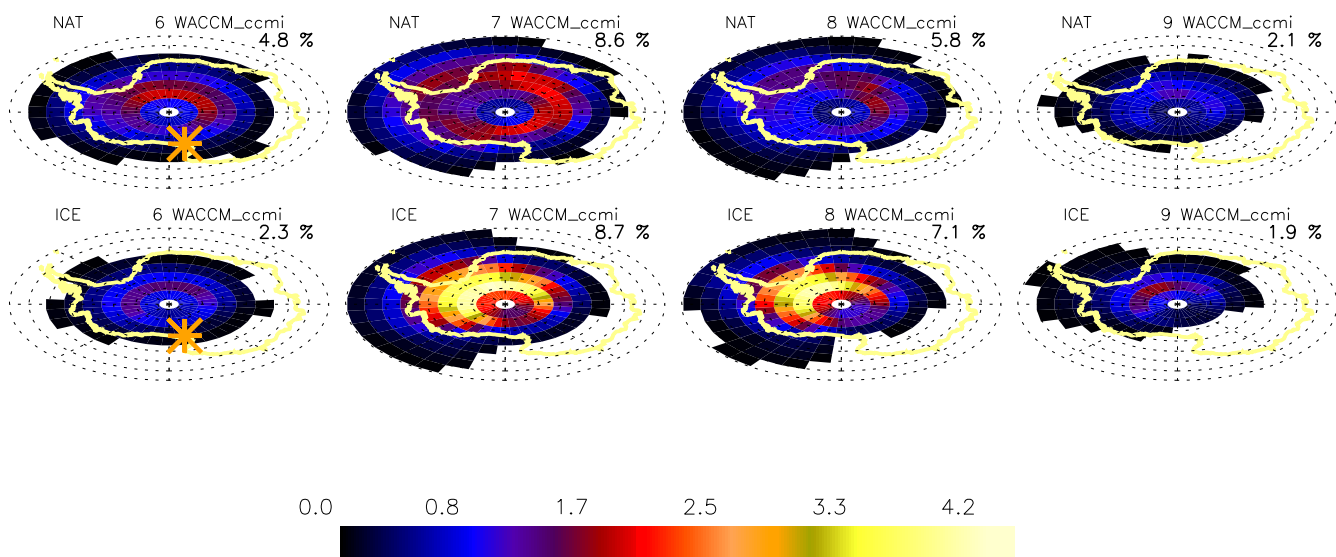 NAT 6 WACCM_ccmi NAT 7 WACCM_ccmi NAT 8 WACCM_ccmi NAT 9 WACCM_ccmi
4.8 % 8.6 % 5.8 % 2.1 %
ICE 6 WACCM_ccmi ICE 7 WACCM_ccmi ICE 8 WACCM_ccmi ICE 9 WACCM_ccmi
2.3 % 8.7 % 7.1 % 1.9 %
0.0 0.8 1.7 2.5 3.3 4.2